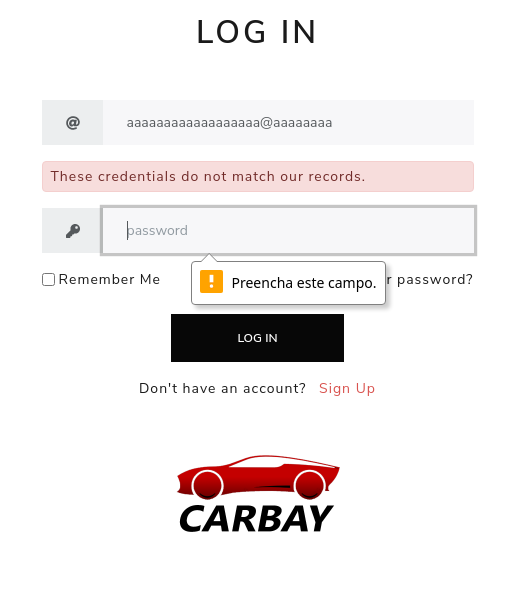 LOG IN
@ aaaaaaaaaaaaaaaaaa@aaaaaaaa
These credentials do not match our records.
password
Remember Me r password?
Preencha este campo.
LOG IN
Don't have an account? Sign Up
CARBAY